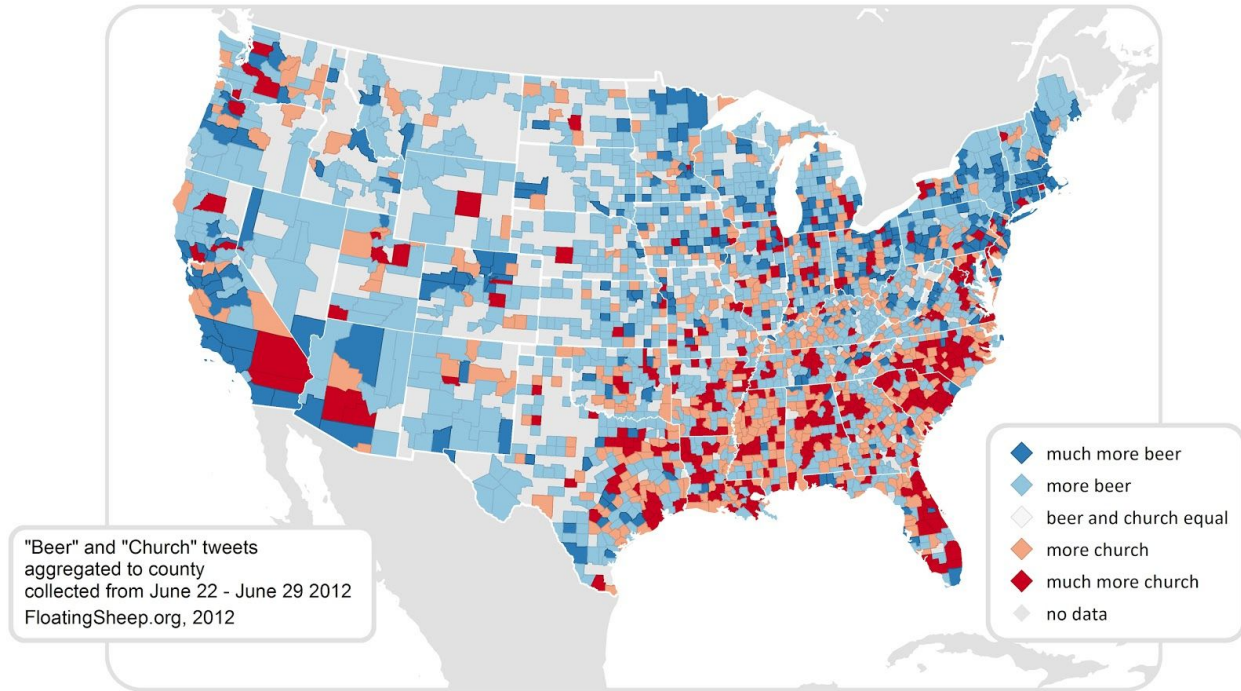 "Beer" and "Church" tweets
aggregated to county
collected from June 22 - June 29 2012
FloatingSheep.org, 2012
much more beer
more beer
beer and church equal
more church
much more church
no data